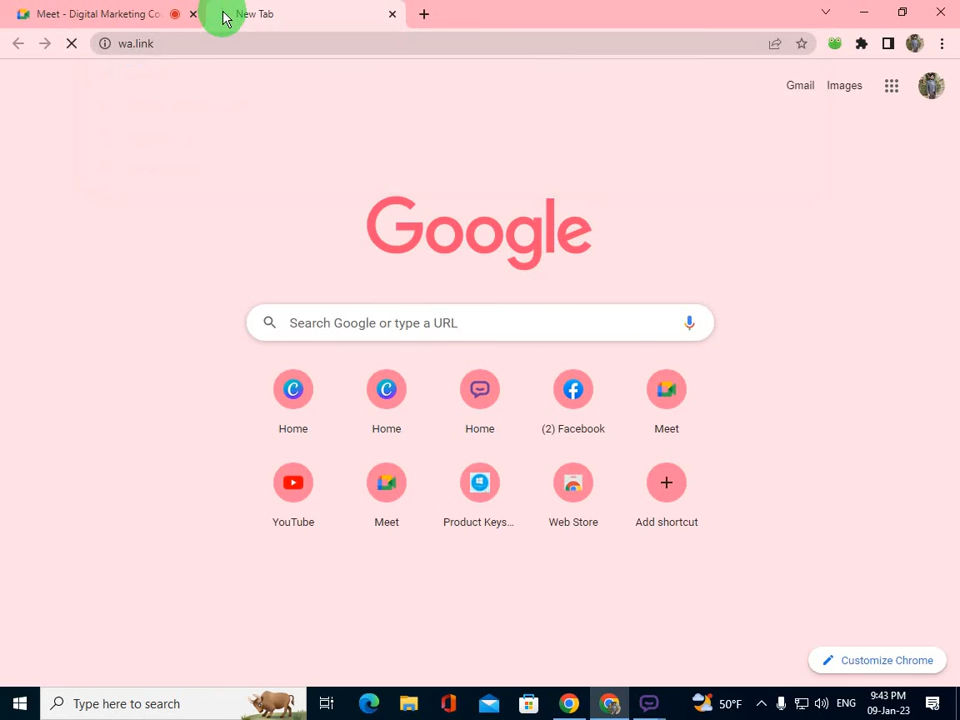 Meet - Digital Marketing Co
New Tab
wa.link
Gmail
Images
Google
Search Google or type a URL
Home
Home
Home
(2) Facebook
Meet
YouTube
Meet
Product Keys...
Web Store
Add shortcut
Customize Chrome
Type here to search
50°F
ENG
9:43 PM
09-Jan-23